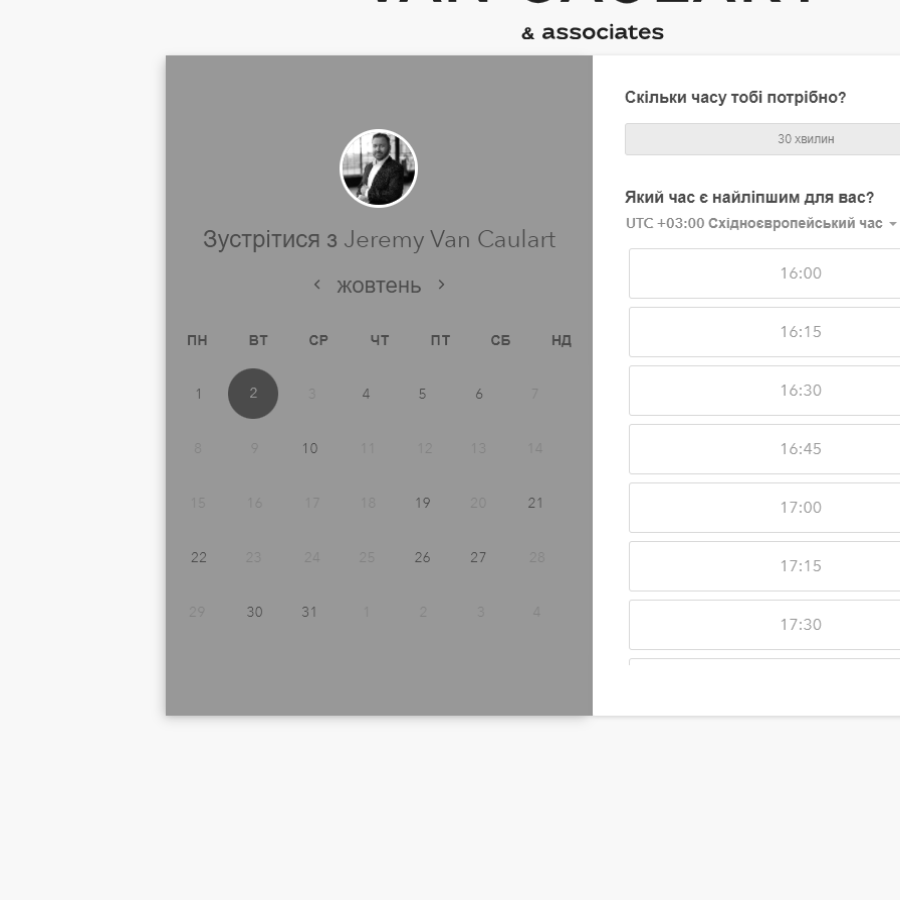 VAN CAULART
& associates
Зустрітися з Jeremy Van Caulart
жовтень
ПН ВТ СР ЧТ ПТ СБ НД
1 2 3 4 5 6 7
8 9 10 11 12 13 14
15 16 17 18 19 20 21
22 23 24 25 26 27 28
29 30 31 1 2 3 4
Скільки часу тобі потрібно?
30 хвилин
Який час є найліпшим для вас?
UTC +03:00 Східноєвропейський час
16:00
16:15
16:30
16:45
17:00
17:15
17:30